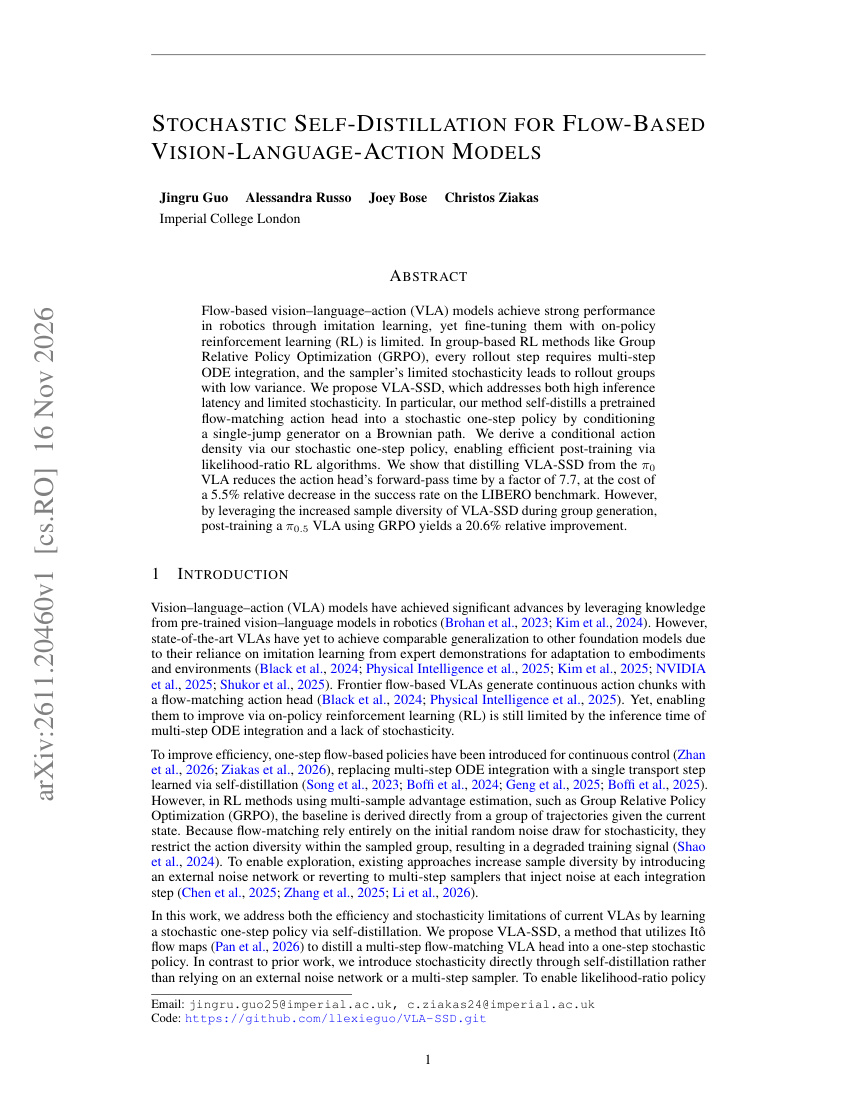 STOCHASTIC SELF-DISTILLATION FOR FLOW-BASED
VISION-LANGUAGE-ACTION MODELS
Jingru Guo Alessandra Russo Joey Bose Christos Ziakas
Imperial College London
ABSTRACT
Flow-based vision–language–action (VLA) models achieve strong performance
in robotics through imitation learning, yet fine-tuning them with on-policy
reinforcement learning (RL) is limited. In group-based RL methods like Group
Relative Policy Optimization (GRPO), every rollout step requires multi-step
ODE integration, and the sampler's limited stochasticity leads to rollout groups
with low variance. We propose VLA-SSD, which addresses both high inference
latency and limited stochasticity. In particular, our method self-distills a pretrained
flow-matching action head into a stochastic one-step policy by conditioning
a single-jump generator on a Brownian path. We derive a conditional action
density via our stochastic one-step policy, enabling efficient post-training via
likelihood-ratio RL algorithms. We show that distilling VLA-SSD from the π₀
VLA reduces the action head's forward-pass time by a factor of 7.7, at the cost of
a 5.5% relative decrease in the success rate on the LIBERO benchmark. However,
by leveraging the increased sample diversity of VLA-SSD during group generation,
post-training a π₀.₅ VLA using GRPO yields a 20.6% relative improvement.
1 INTRODUCTION
Vision–language–action (VLA) models have achieved significant advances by leveraging knowledge
from pre-trained vision–language models in robotics (Brohan et al., 2023; Kim et al., 2024). However,
state-of-the-art VLAs have yet to achieve comparable generalization to other foundation models due
to their reliance on imitation learning from expert demonstrations for adaptation to embodiments
and environments (Black et al., 2024; Physical Intelligence et al., 2025; Kim et al., 2025; NVIDIA
et al., 2025; Shukor et al., 2025). Frontier flow-based VLAs generate continuous action chunks with
a flow-matching action head (Black et al., 2024; Physical Intelligence et al., 2025). Yet, enabling
them to improve via on-policy reinforcement learning (RL) is still limited by the inference time of
multi-step ODE integration and a lack of stochasticity.
To improve efficiency, one-step flow-based policies have been introduced for continuous control (Zhan
et al., 2026; Ziakas et al., 2026), replacing multi-step ODE integration with a single transport step
learned via self-distillation (Song et al., 2023; Boffi et al., 2024; Geng et al., 2025; Boffi et al., 2025).
However, in RL methods using multi-sample advantage estimation, such as Group Relative Policy
Optimization (GRPO), the baseline is derived directly from a group of trajectories given the current
state. Because flow-matching rely entirely on the initial random noise draw for stochasticity, they
restrict the action diversity within the sampled group, resulting in a degraded training signal (Shao
et al., 2024). To enable exploration, existing approaches increase sample diversity by introducing
an external noise network or reverting to multi-step samplers that inject noise at each integration
step (Chen et al., 2025; Zhang et al., 2025; Li et al., 2026).
In this work, we address both the efficiency and stochasticity limitations of current VLAs by learning
a stochastic one-step policy via self-distillation. We propose VLA-SSD, a method that utilizes Itô
flow maps (Pan et al., 2026) to distill a multi-step flow-matching VLA head into a one-step stochastic
policy. In contrast to prior work, we introduce stochasticity directly through self-distillation rather
than relying on an external noise network or a multi-step sampler. To enable likelihood-ratio policy
Email: jingru.guo25@imperial.ac.uk, c.ziakas24@imperial.ac.uk
Code: https://github.com/llexieguo/VLA-SSD.git
1
arXiv:2611.20460v1 [cs.RO] 16 Nov 2026